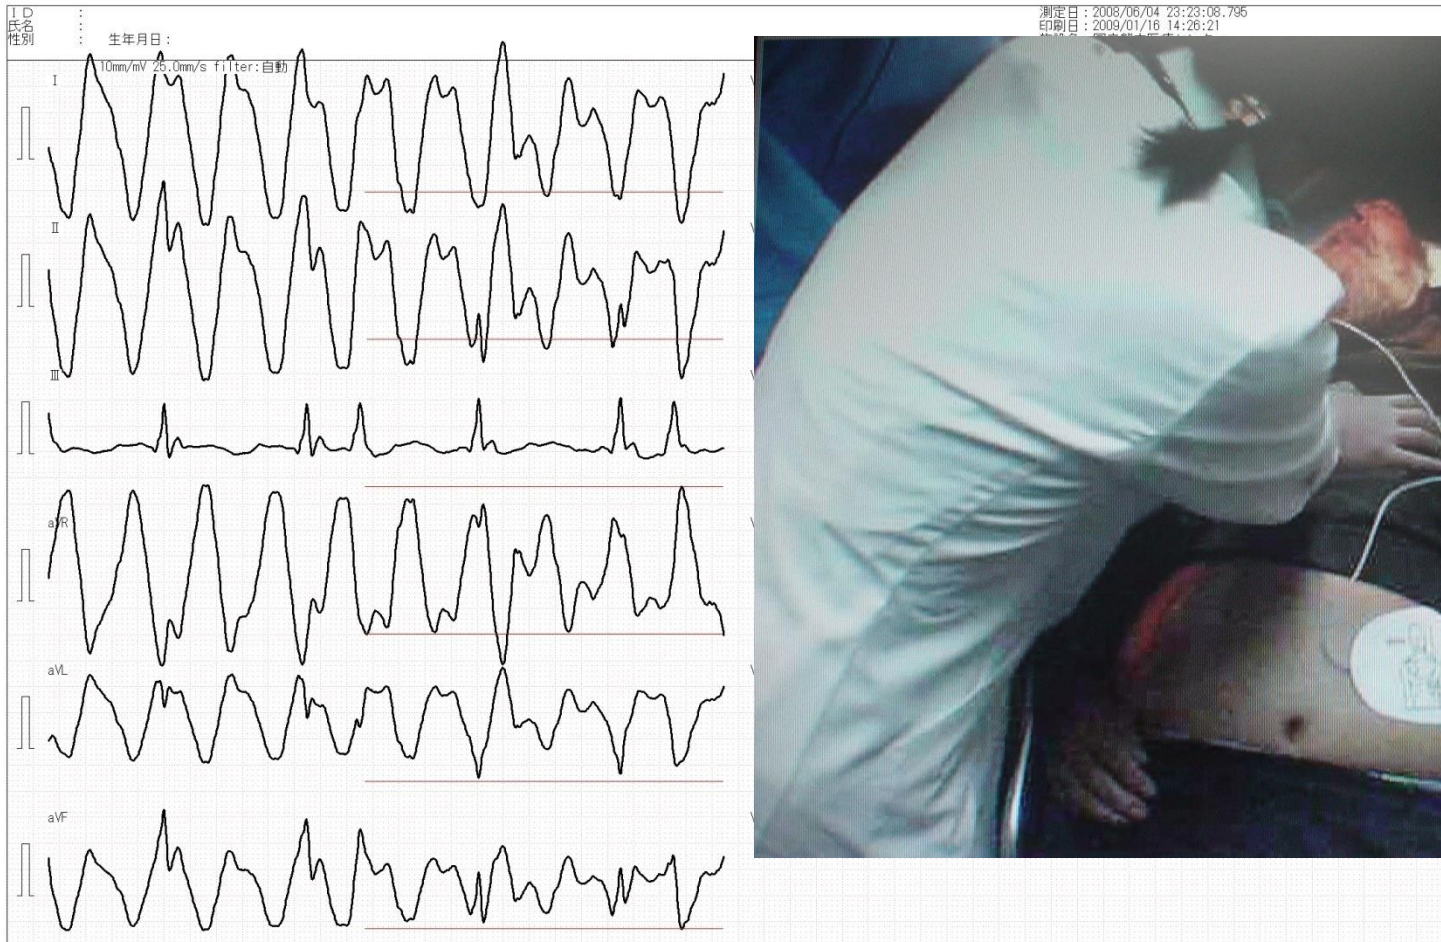 ID :
氏名 :
性別 : 生年月日:
測定日:2008/06/04 23:23:08.795
印刷日:2009/01/16 14:26:21
10mm/mV 25.0mm/s filter:自動
I
II
III
aVR
aVL
aVF